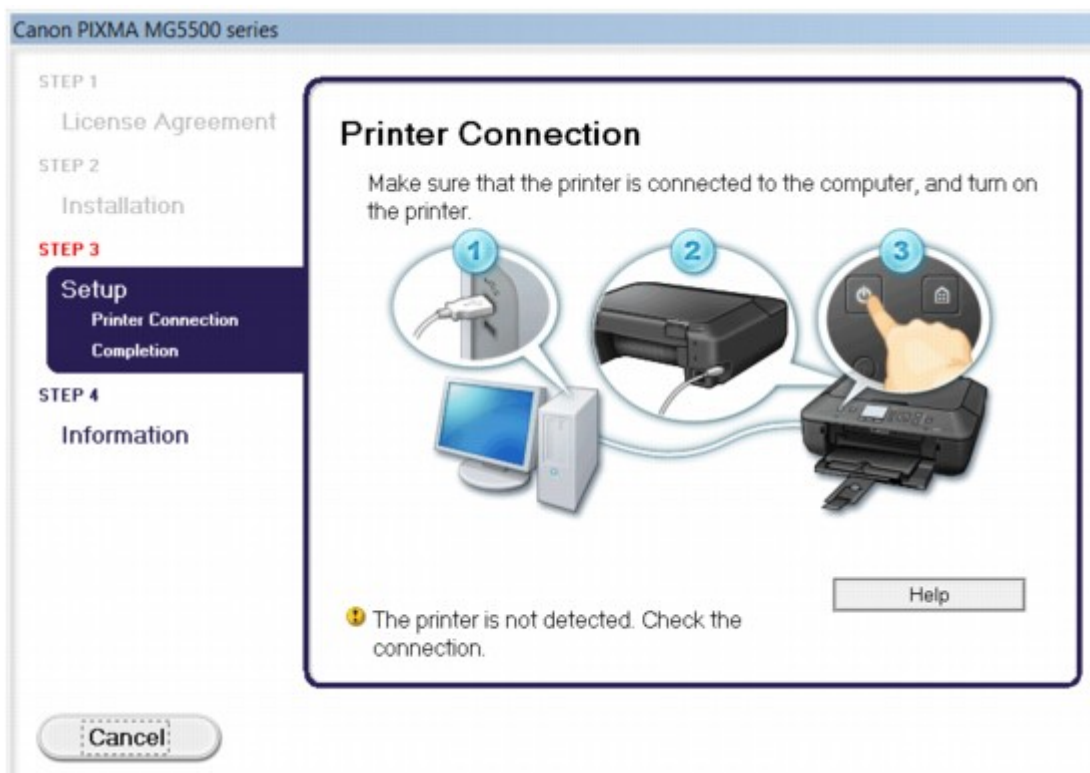 Canon PIXMA MG5500 series
STEP 1
License Agreement
STEP 2
Installation
STEP 3
Setup
Printer Connection
Completion
STEP 4
Information
Printer Connection
Make sure that the printer is connected to the computer, and turn on
the printer.
1
2
3
Help
The printer is not detected. Check the
connection.
Cancel